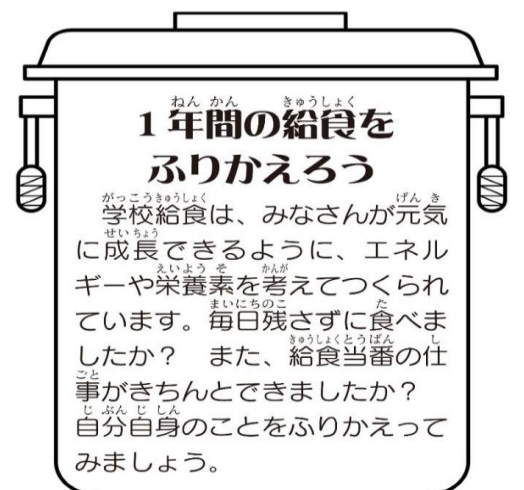 1年間の給食を
ふりかえろう
学校給食は、みなさんが元気
に成長できるように、エネル
ギーや栄養素を考えてつくられ
ています。毎日残さずに食べま
したか？　また、給食当番の仕
事がきちんとできましたか？
自分自身のことをふりかえって
みましょう。